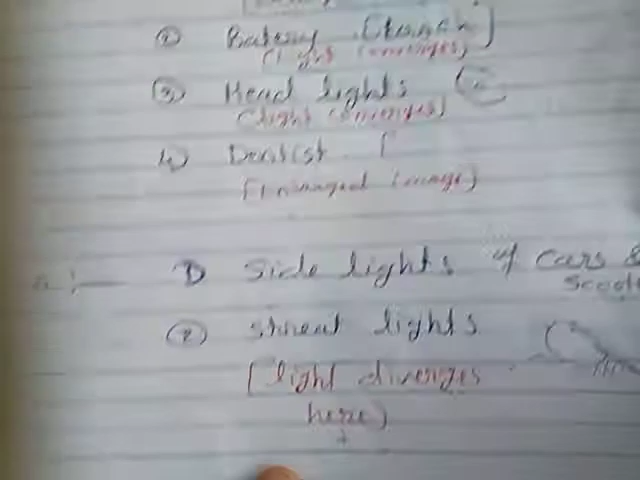 ② Battery (torch)
(light converges)
③ Head lights
(light converges)
4) Dentist
(enlarged image)
:— 1) Side lights of cars &
② street lights
(light diverges
here)